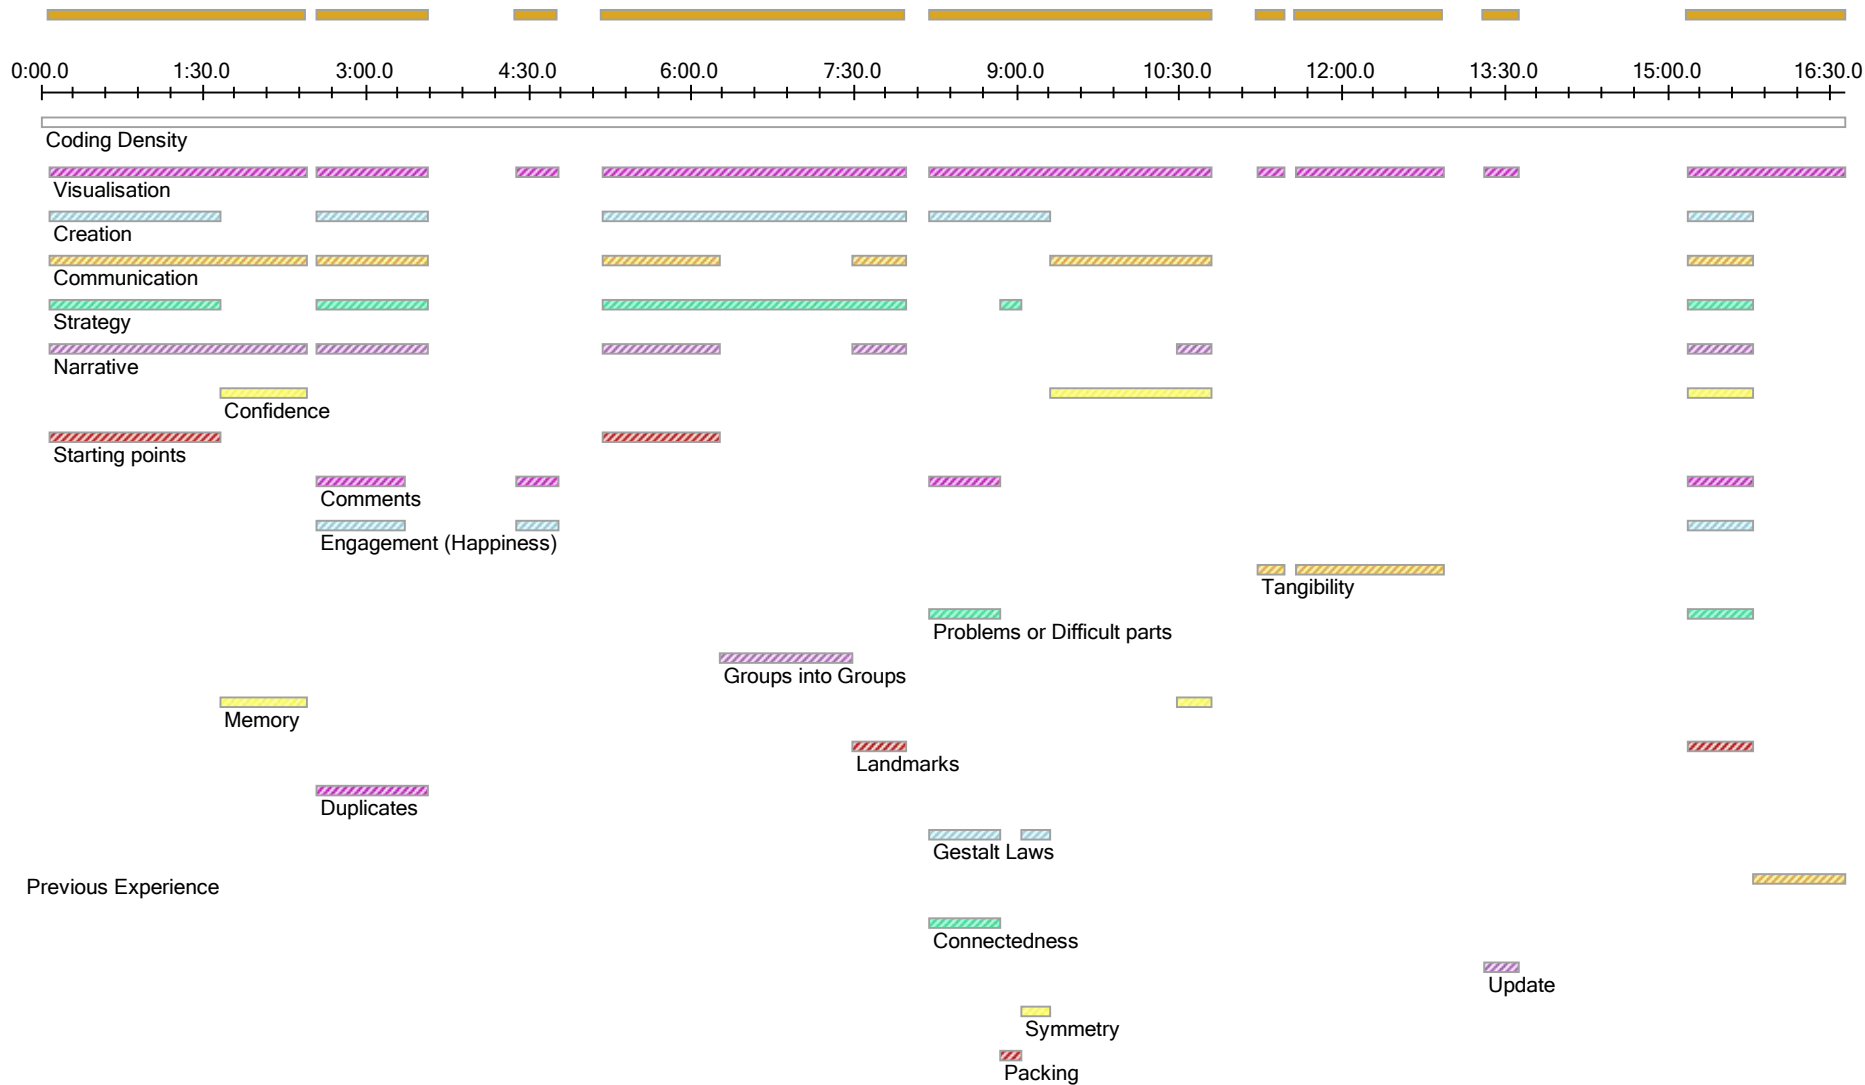 0:00.0 1:30.0 3:00.0 4:30.0 6:00.0 7:30.0 9:00.0 10:30.0 12:00.0 13:30.0 15:00.0 16:30.0
Coding Density
Visualisation
Creation
Communication
Strategy
Narrative
Confidence
Starting points
Comments
Engagement (Happiness)
Tangibility
Problems or Difficult parts
Groups into Groups
Memory
Landmarks
Duplicates
Gestalt Laws
Previous Experience
Connectedness
Update
Symmetry
Packing